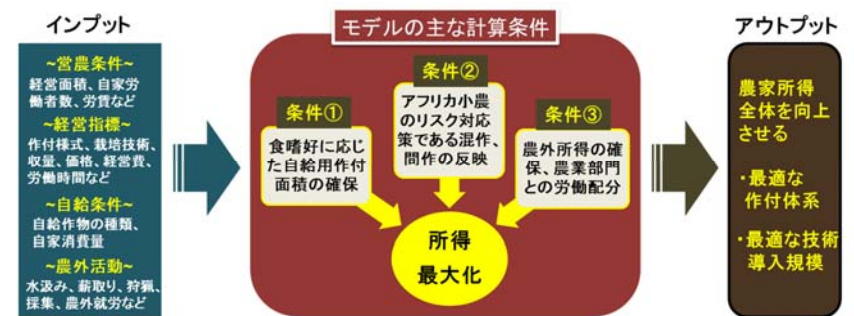 インプット
~営農条件~
経営面積、自家労
働者数、労賃など
~経営指標~
作付様式、栽培技術、
収量、価格、経営費、
労働時間など
~自給条件~
自給作物の種類、
自家消費量
~農外活動~
水汲み、薪取り、狩猟、
採集、農外就労など
モデルの主な計算条件
条件①
食嗜好に応じ
た自給用作付
面積の確保
条件②
アフリカ小農
のリスク対応
策である混作、
間作の反映
条件③
農外所得の確
保、農業部門
との労働配分
所得
最大化
アウトプット
農家所得
全体を向上
させる
・最適な
作付体系
・最適な技術
導入規模